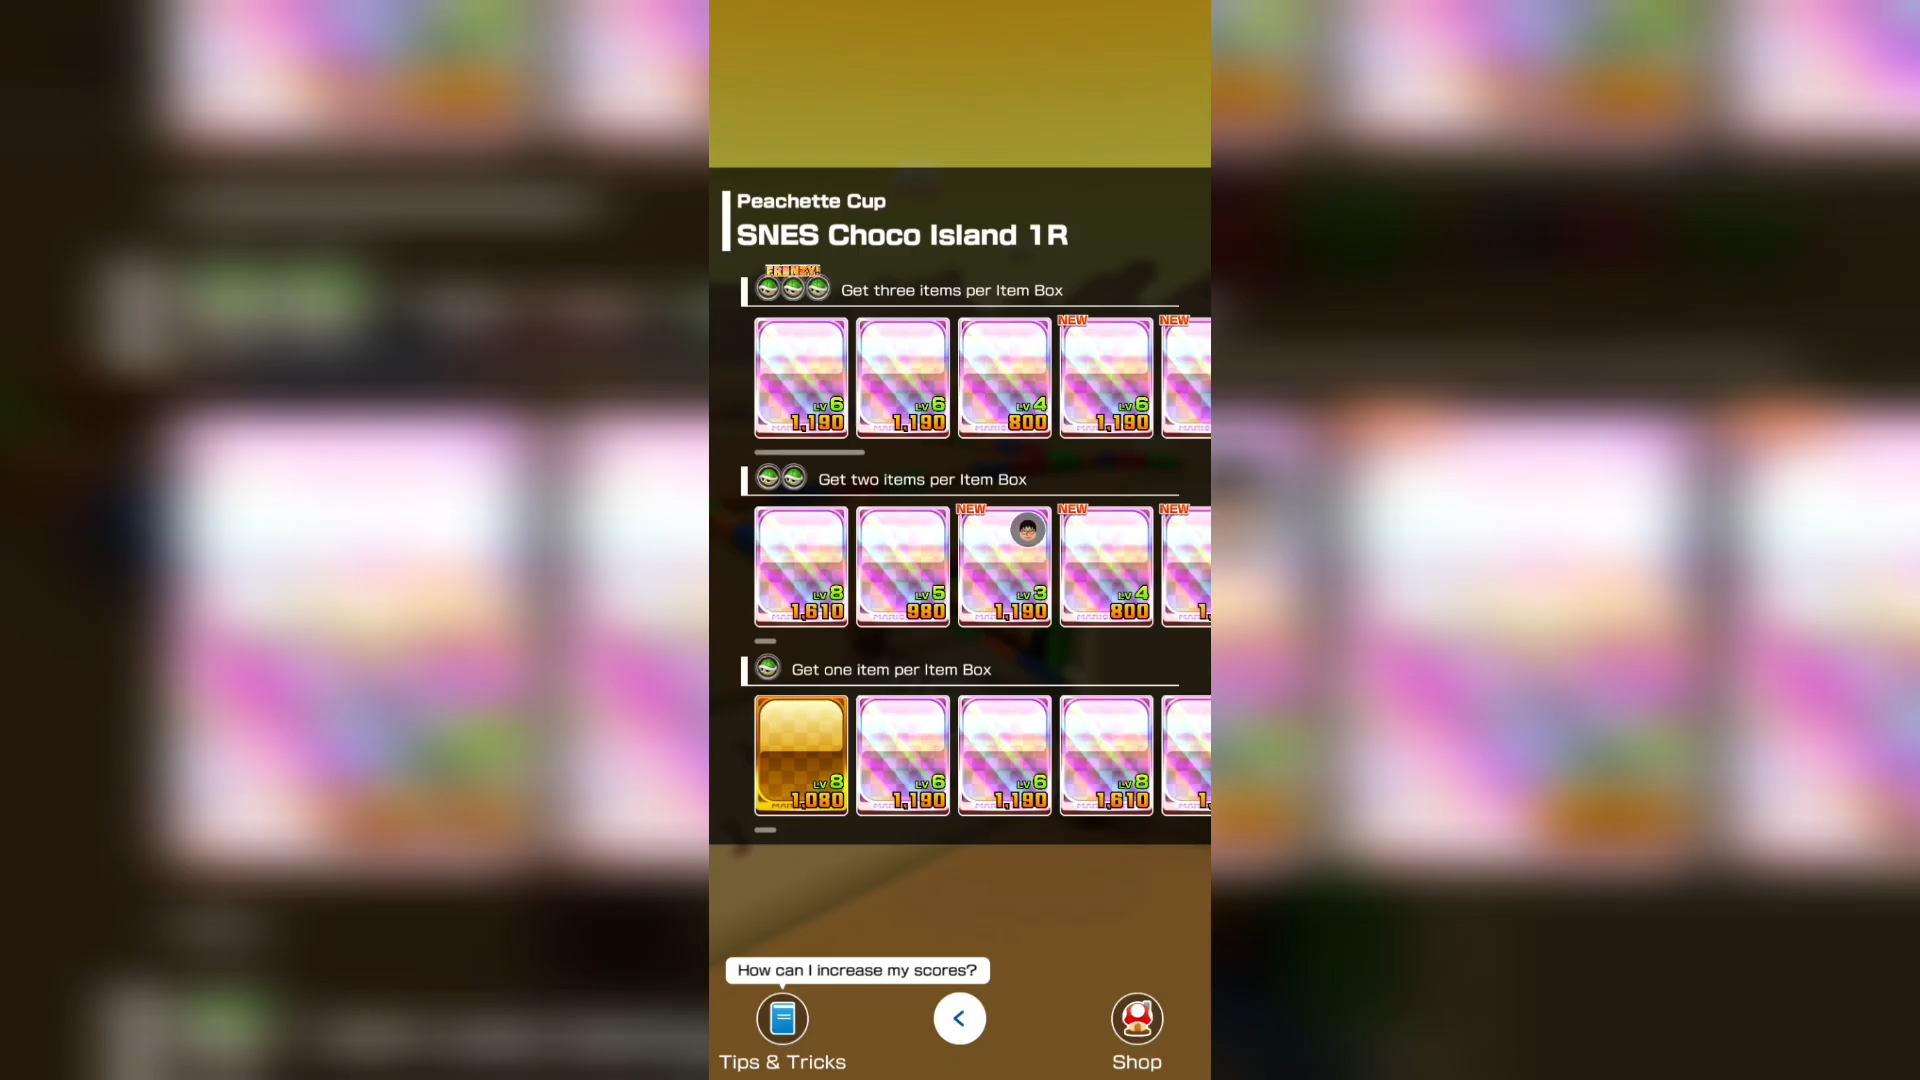 Peachette Cup
SNES Choco Island 1R
FRENZY!
Get three items per Item Box
NEW NEW
LV 6 LV 6 LV 4 LV 6
1,190 1,190 800 1,190
Get two items per Item Box
NEW NEW NEW
LV 8 LV 5 LV 3 LV 4
1,610 980 1,190 800 1,
Get one item per Item Box
LV 8 LV 6 LV 6 LV 8
1,080 1,190 1,190 1,610 1,
How can I increase my scores?
<
Tips & Tricks
Shop